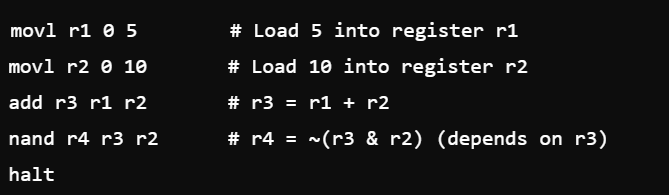 movl r1 0 5 # Load 5 into register r1
movl r2 0 10 # Load 10 into register r2
add r3 r1 r2 # r3 = r1 + r2
nand r4 r3 r2 # r4 = ~(r3 & r2) (depends on r3)
halt